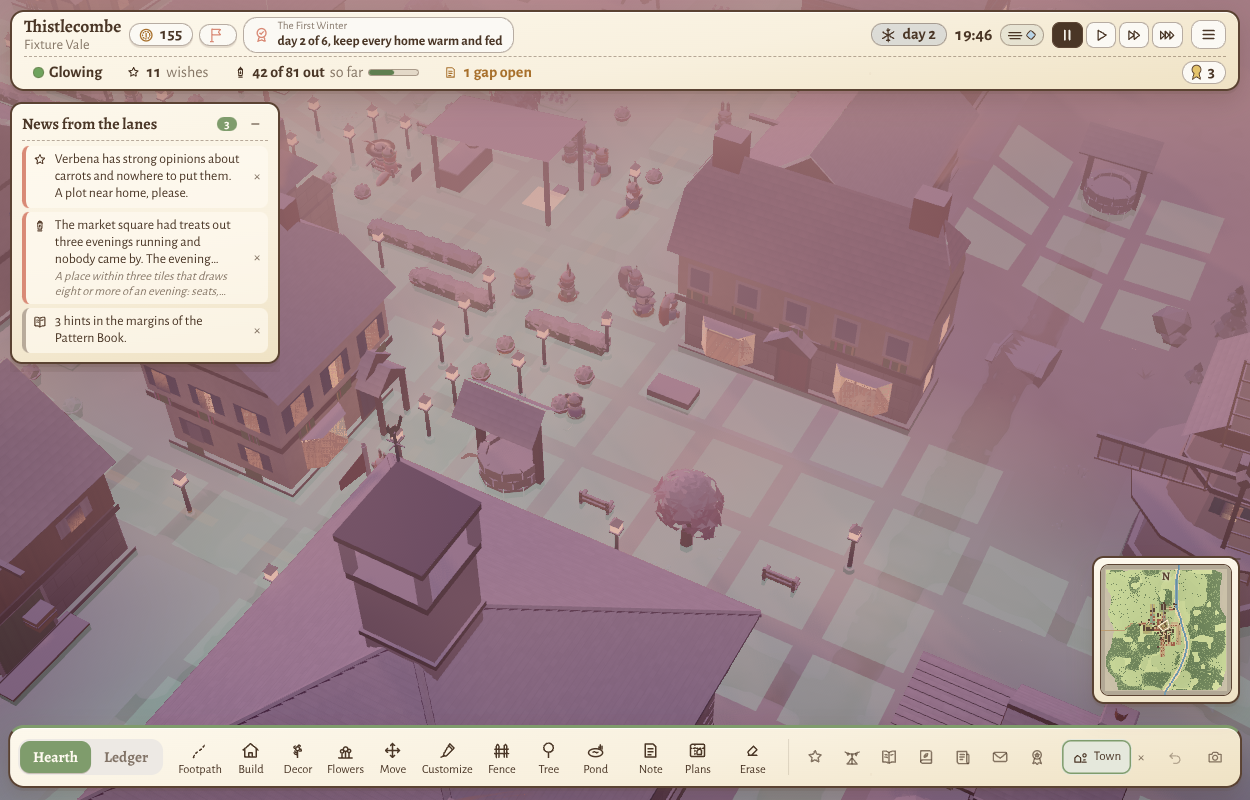 Thistlecombe
Fixture Vale
155
The First Winter
day 2 of 6, keep every home warm and fed
day 2
19:46
Glowing
11 wishes
42 of 81 out so far
1 gap open
3
News from the lanes
3
Verbena has strong opinions about
carrots and nowhere to put them.
A plot near home, please.
The market square had treats out
three evenings running and
nobody came by. The evening…
A place within three tiles that draws
eight or more of an evening: seats,…
3 hints in the margins of the
Pattern Book.
N
Hearth
Ledger
Footpath
Build
Decor
Flowers
Move
Customize
Fence
Tree
Pond
Note
Plans
Erase
Town